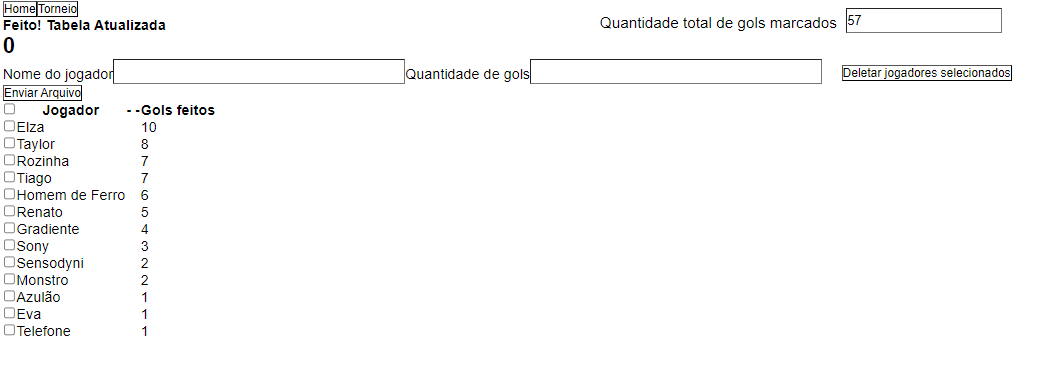 Home Torneio
Feito! Tabela Atualizada
Quantidade total de gols marcados 57
0
Nome do jogador Quantidade de gols Deletar jogadores selecionados
Enviar Arquivo
Jogador - -Gols feitos
Elza 10
Taylor 8
Rozinha 7
Tiago 7
Homem de Ferro 6
Renato 5
Gradiente 4
Sony 3
Sensodyni 2
Monstro 2
Azulão 1
Eva 1
Telefone 1